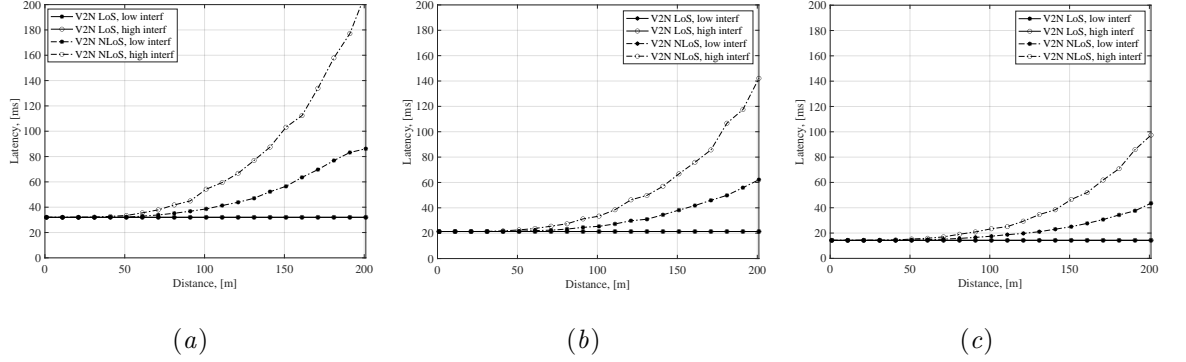 200
180
160
140
120
100
80
60
40
20
0
Latency, [ms]
0 50 100 150 200
Distance, [m]
V2N LoS, low interf
V2N LoS, high interf
V2N NLoS, low interf
V2N NLoS, high interf
(a)
200
180
160
140
120
100
80
60
40
20
0
Latency, [ms]
0 50 100 150 200
Distance, [m]
V2N LoS, low interf
V2N LoS, high interf
V2N NLoS, low interf
V2N NLoS, high interf
(b)
200
180
160
140
120
100
80
60
40
20
0
Latency, [ms]
0 50 100 150 200
Distance, [m]
V2N LoS, low interf
V2N LoS, high interf
V2N NLoS, low interf
V2N NLoS, high interf
(c)